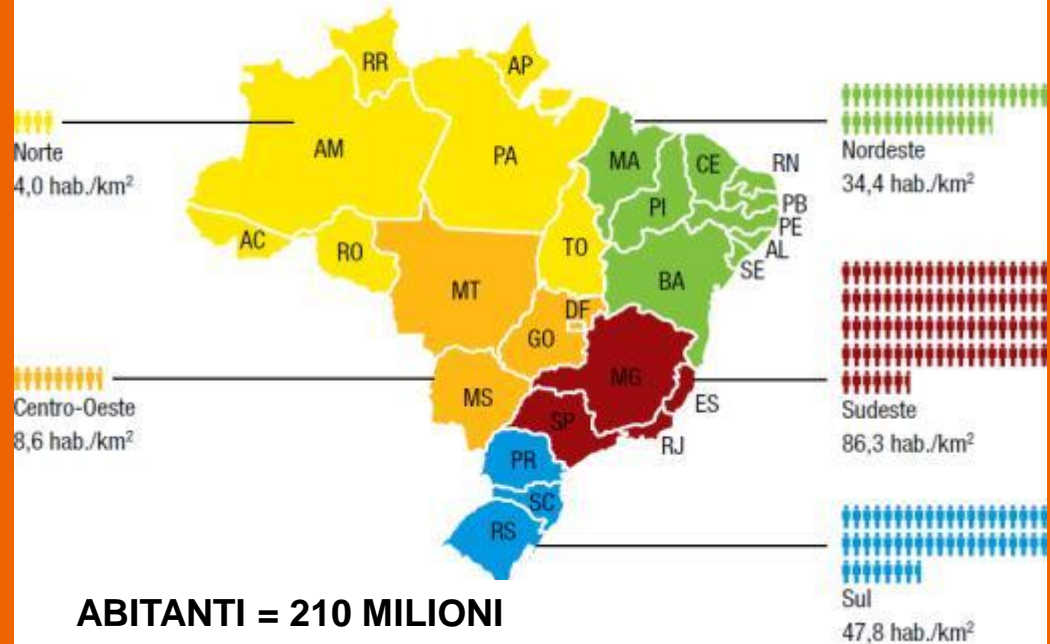 RR
AP
Norte
4,0 hab./km²
AM
PA
MA
CE
RN
Nordeste
34,4 hab./km²
PI
PB
PE
AL
SE
AC
RO
TO
BA
MT
DF
GO
Centro-Oeste
8,6 hab./km²
MS
MG
ES
SP
RJ
Sudeste
86,3 hab./km²
PR
SC
RS
Sul
47,8 hab./km²
ABITANTI = 210 MILIONI